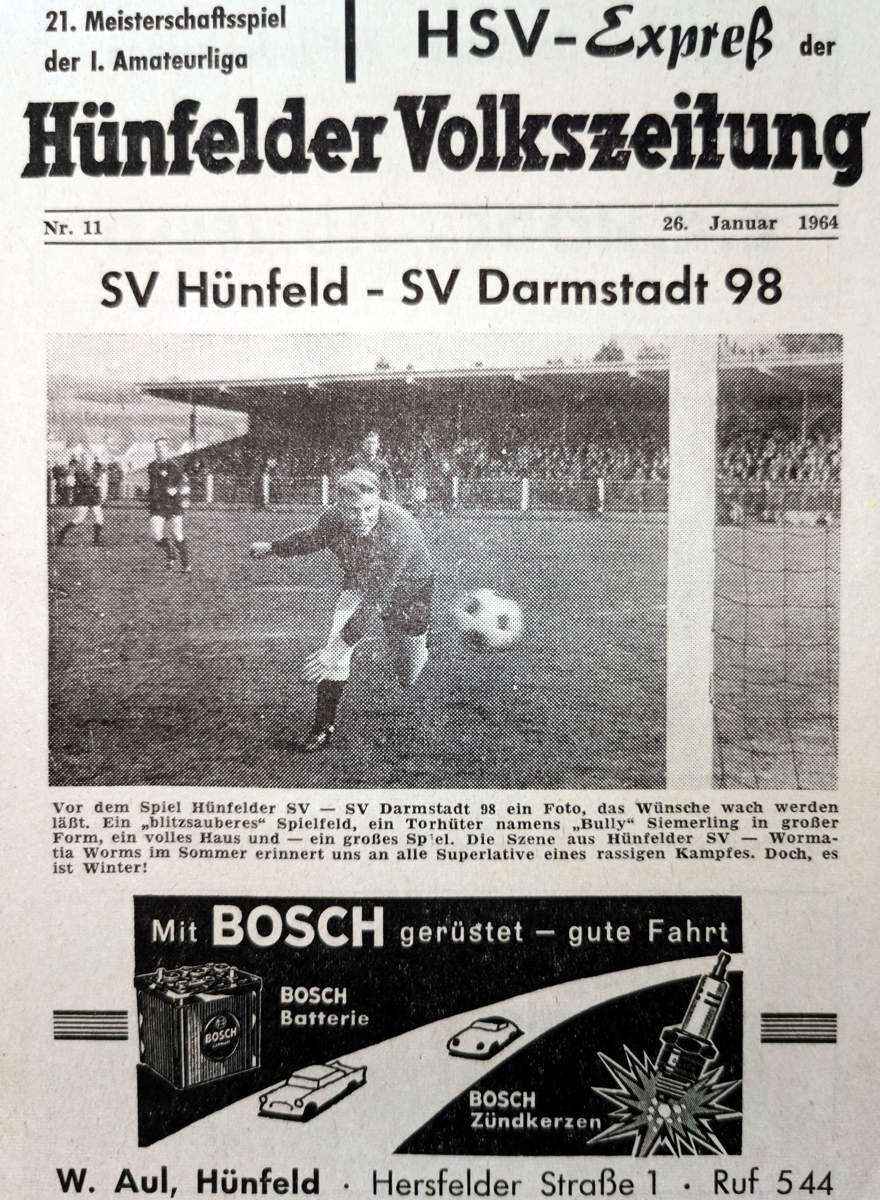 21. Meisterschaftsspiel
der I. Amateurliga
HSV-Expreß der
Hünfelder Volkszeitung
Nr. 11 26. Januar 1964
SV Hünfeld - SV Darmstadt 98
Vor dem Spiel Hünfelder SV — SV Darmstadt 98 ein Foto, das Wünsche wach werden
läßt. Ein „blitzsauberes" Spielfeld, ein Torhüter namens „Bully" Siemerling in großer
Form, ein volles Haus und — ein großes Spiel. Die Szene aus Hünfelder SV — Worma-
tia Worms im Sommer erinnert uns an alle Superlative eines rassigen Kampfes. Doch, es
ist Winter!
Mit BOSCH gerüstet — gute Fahrt
BOSCH
Batterie
BOSCH
BOSCH
Zündkerzen
W. Aul, Hünfeld · Hersfelder Straße 1 · Ruf 544